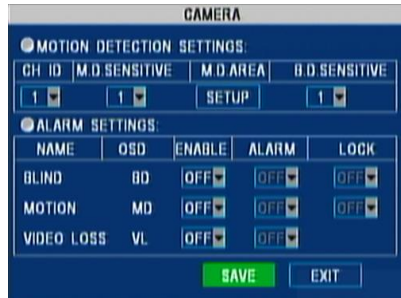 CAMERA
MOTION DETECTION SETTINGS:
CH ID M.D.SENSITIVE M.D.AREA B.D.SENSITIVE
1 1 SETUP 1
ALARM SETTINGS:
NAME OSD ENABLE ALARM LOCK
BLIND BD OFF OFF OFF
MOTION MD OFF OFF OFF
VIDEO LOSS VL OFF OFF
SAVE EXIT